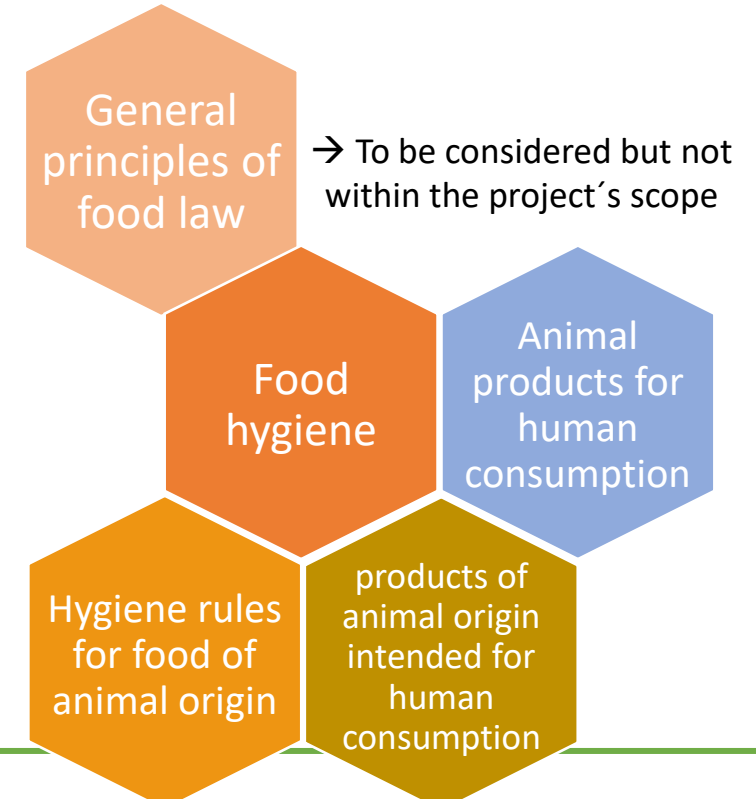 General
principles of
food law
→ To be considered but not
within the project´s scope
Food
hygiene
Animal
products for
human
consumption
Hygiene rules
for food of
animal origin
products of
animal origin
intended for
human
consumption